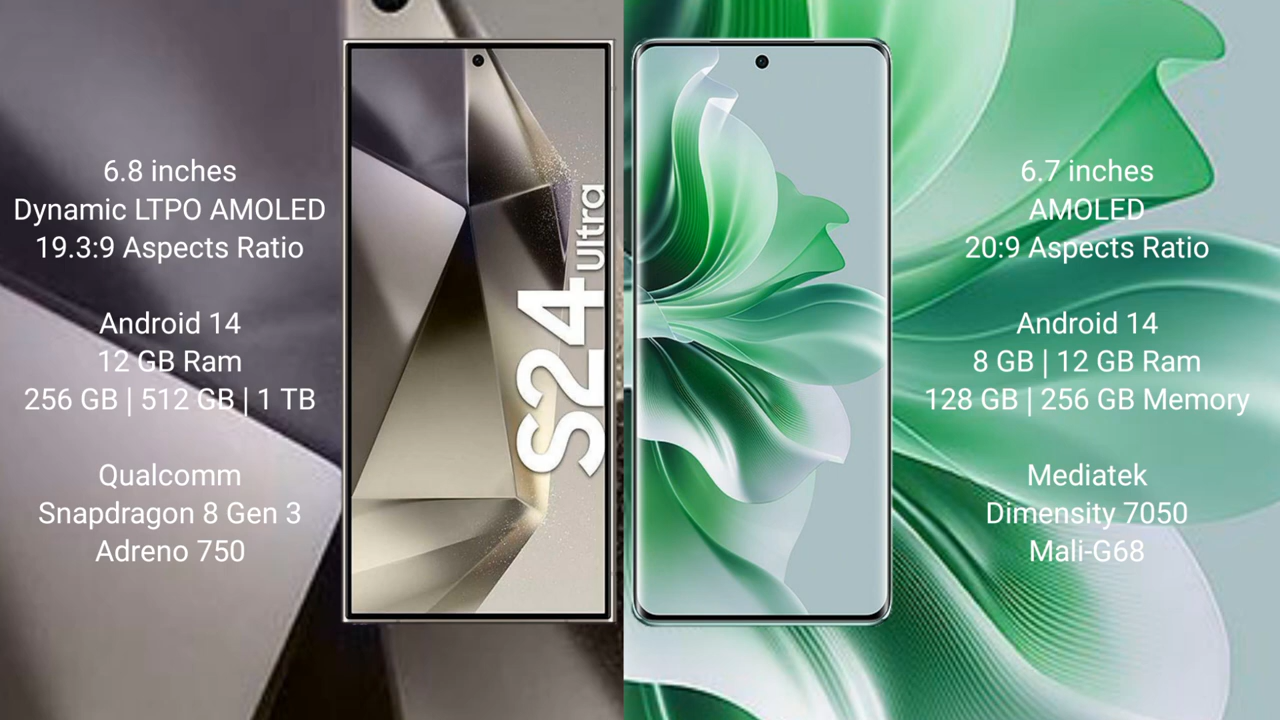 6.8 inches
Dynamic LTPO AMOLED
19.3:9 Aspects Ratio
Android 14
12 GB Ram
256 GB | 512 GB | 1 TB
Qualcomm
Snapdragon 8 Gen 3
Adreno 750
S24 Ultra
6.7 inches
AMOLED
20:9 Aspects Ratio
Android 14
8 GB | 12 GB Ram
128 GB | 256 GB Memory
Mediatek
Dimensity 7050
Mali-G68